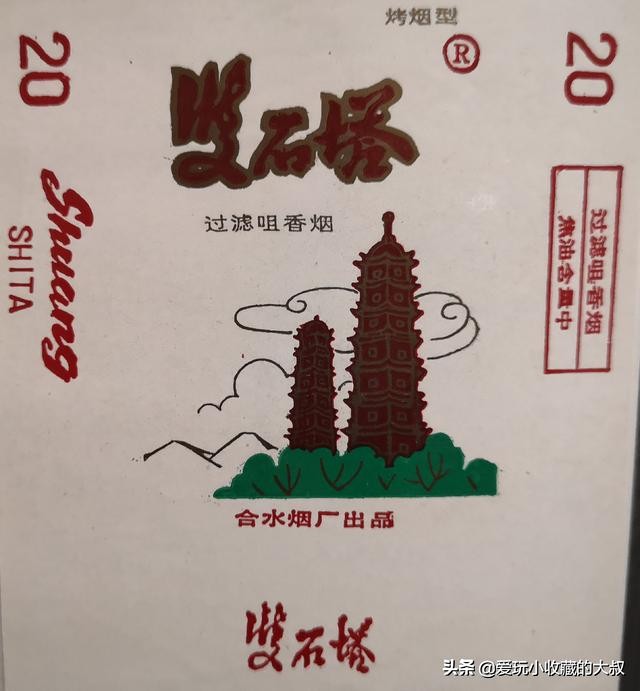 烤烟型
20
®
20
雙石塔
过滤咀香烟
Shuang
SHITA
过滤咀香烟
焦油含量中
合水烟厂出品
雙石塔
头条 @爱玩小收藏的大叔